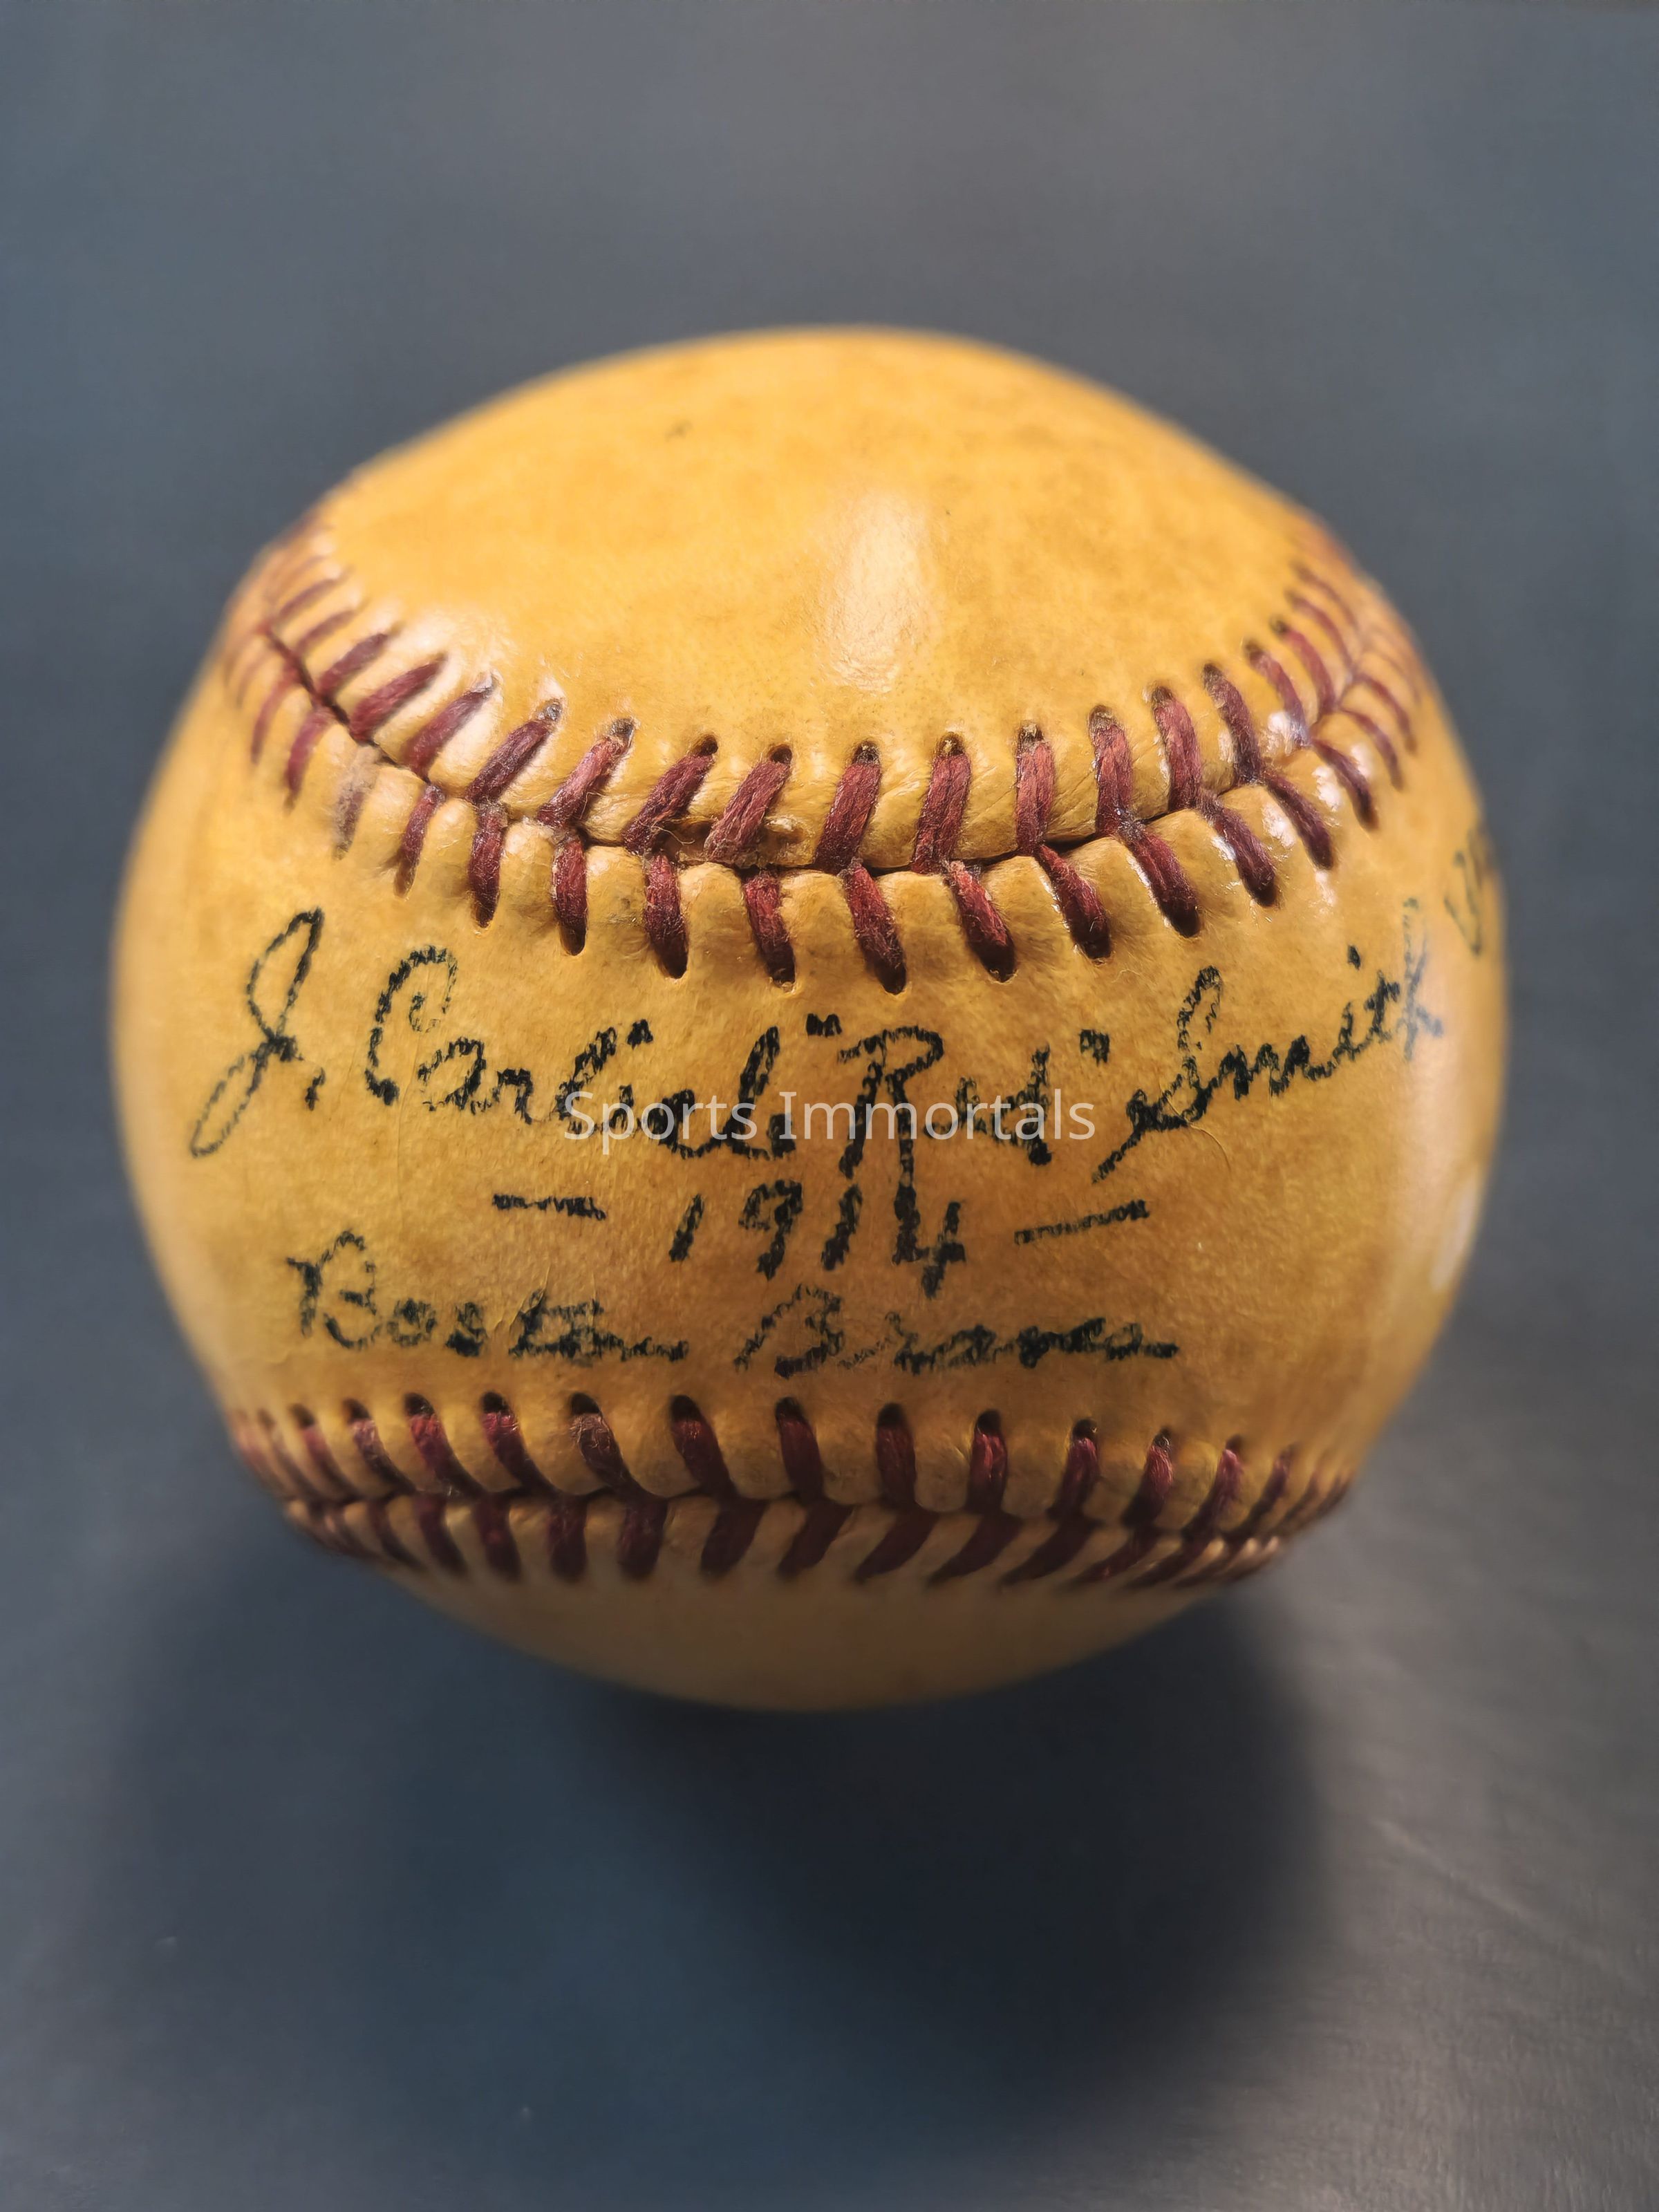 J. Carlisle "Red" Smith
Sports Immortals
— 1914 —
Boston Braves